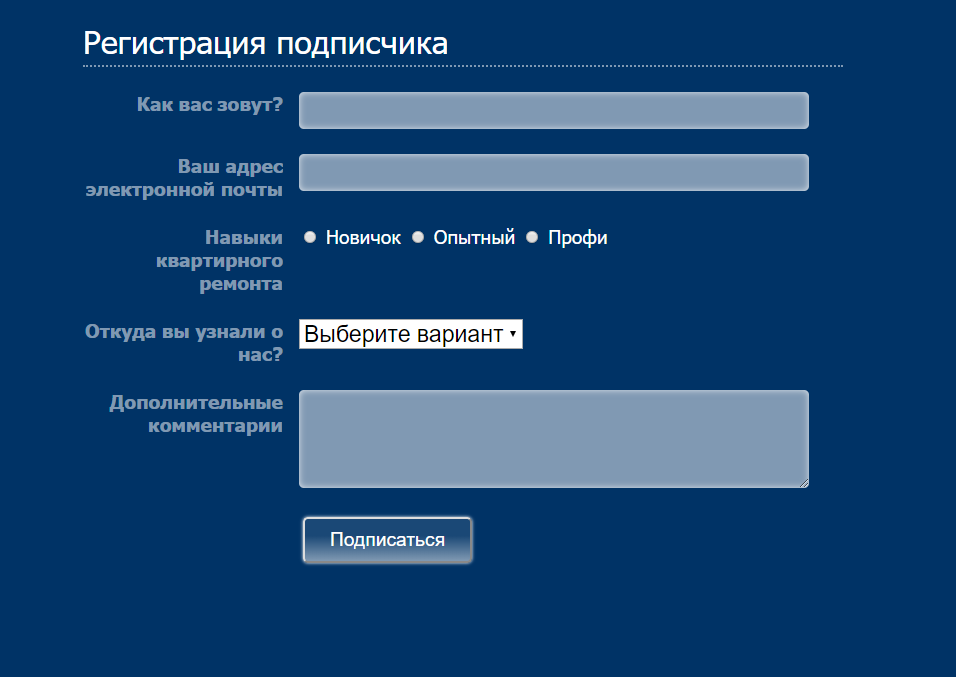 Регистрация подписчика
Как вас зовут?
Ваш адрес
электронной почты
Навыки
квартирного
ремонта
Новичок Опытный Профи
Откуда вы узнали о
нас?
Выберите вариант
Дополнительные
комментарии
Подписаться